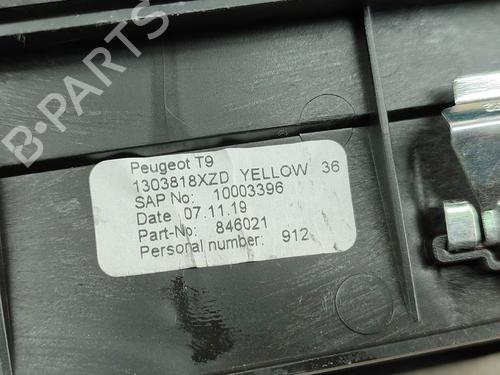 B-PARTS
Peugeot T9
1303818XZD YELLOW 36
SAP No: 10003396
Date 07.11.19
Part-No: 846021
Personal number: 912